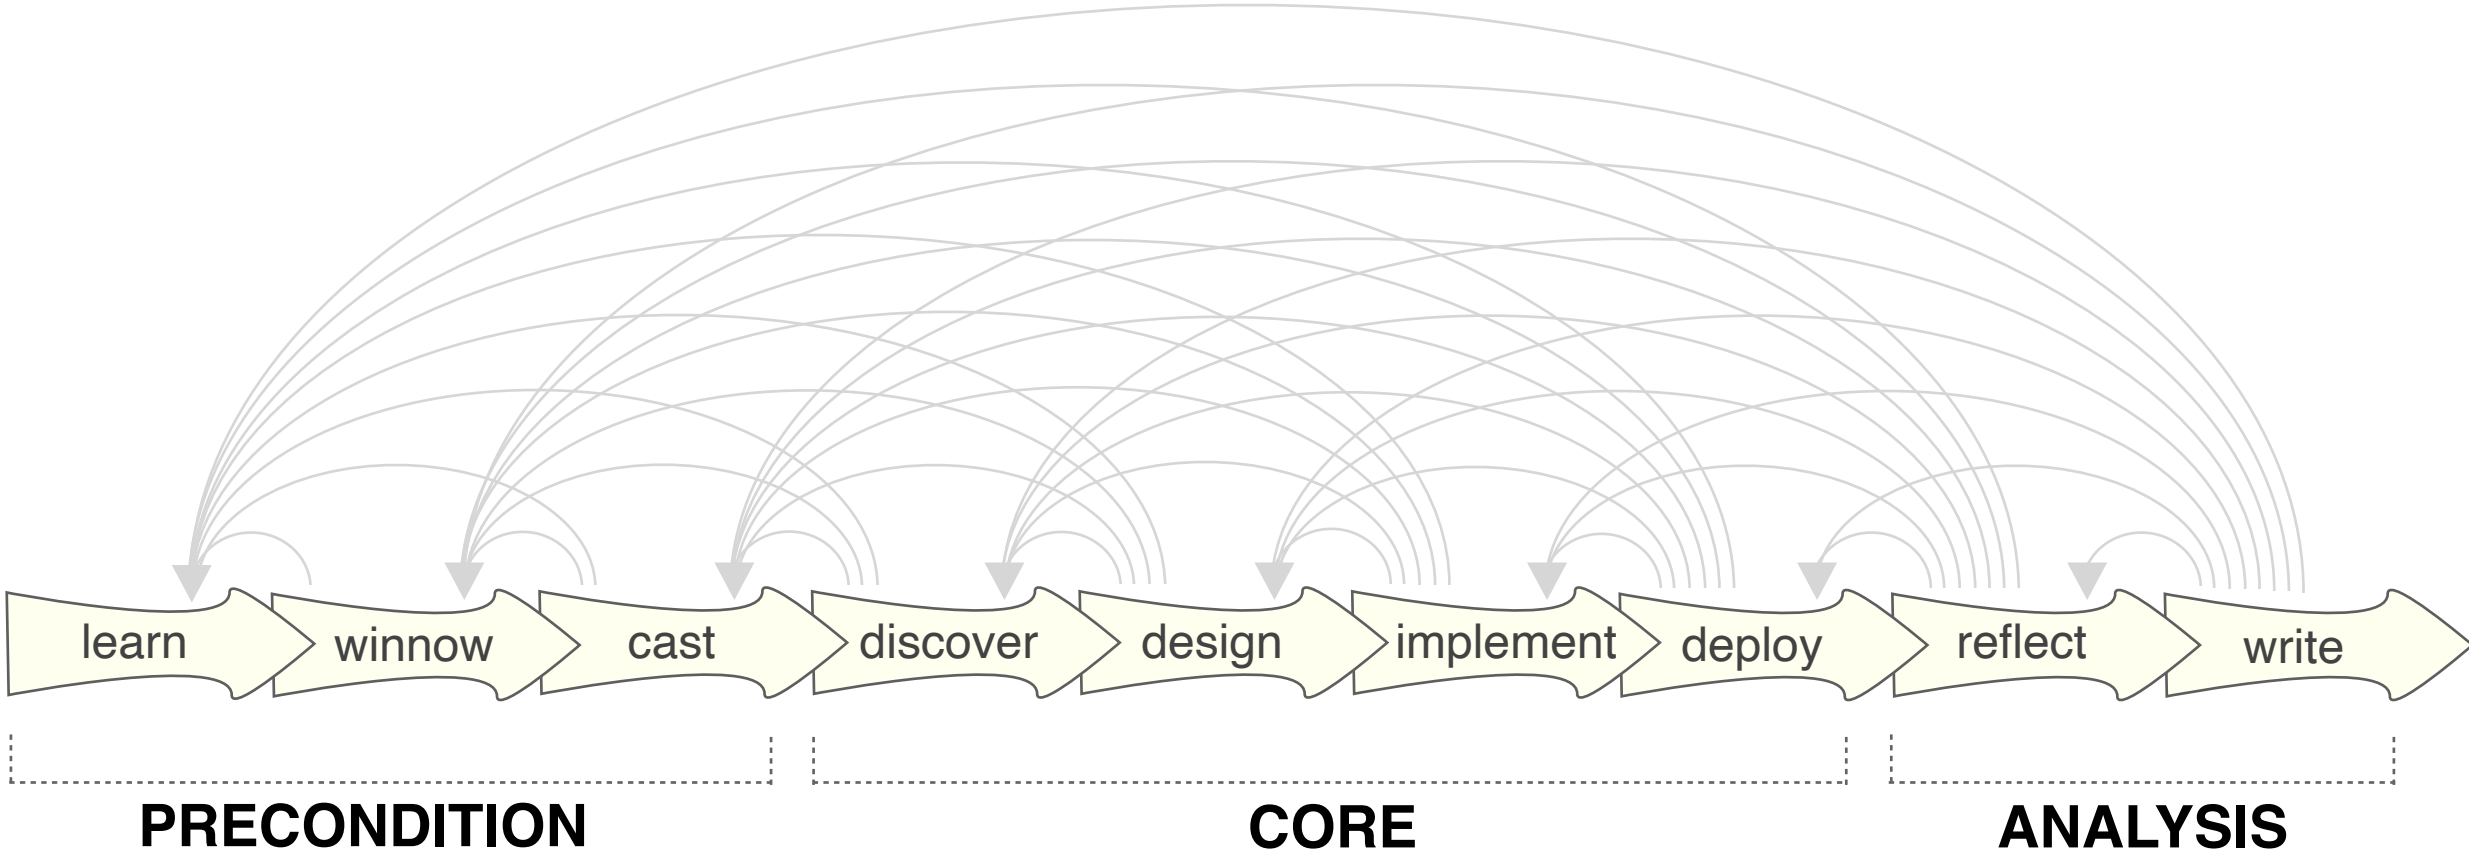 learn
winnow
cast
discover
design
implement
deploy
reflect
write
PRECONDITION
CORE
ANALYSIS